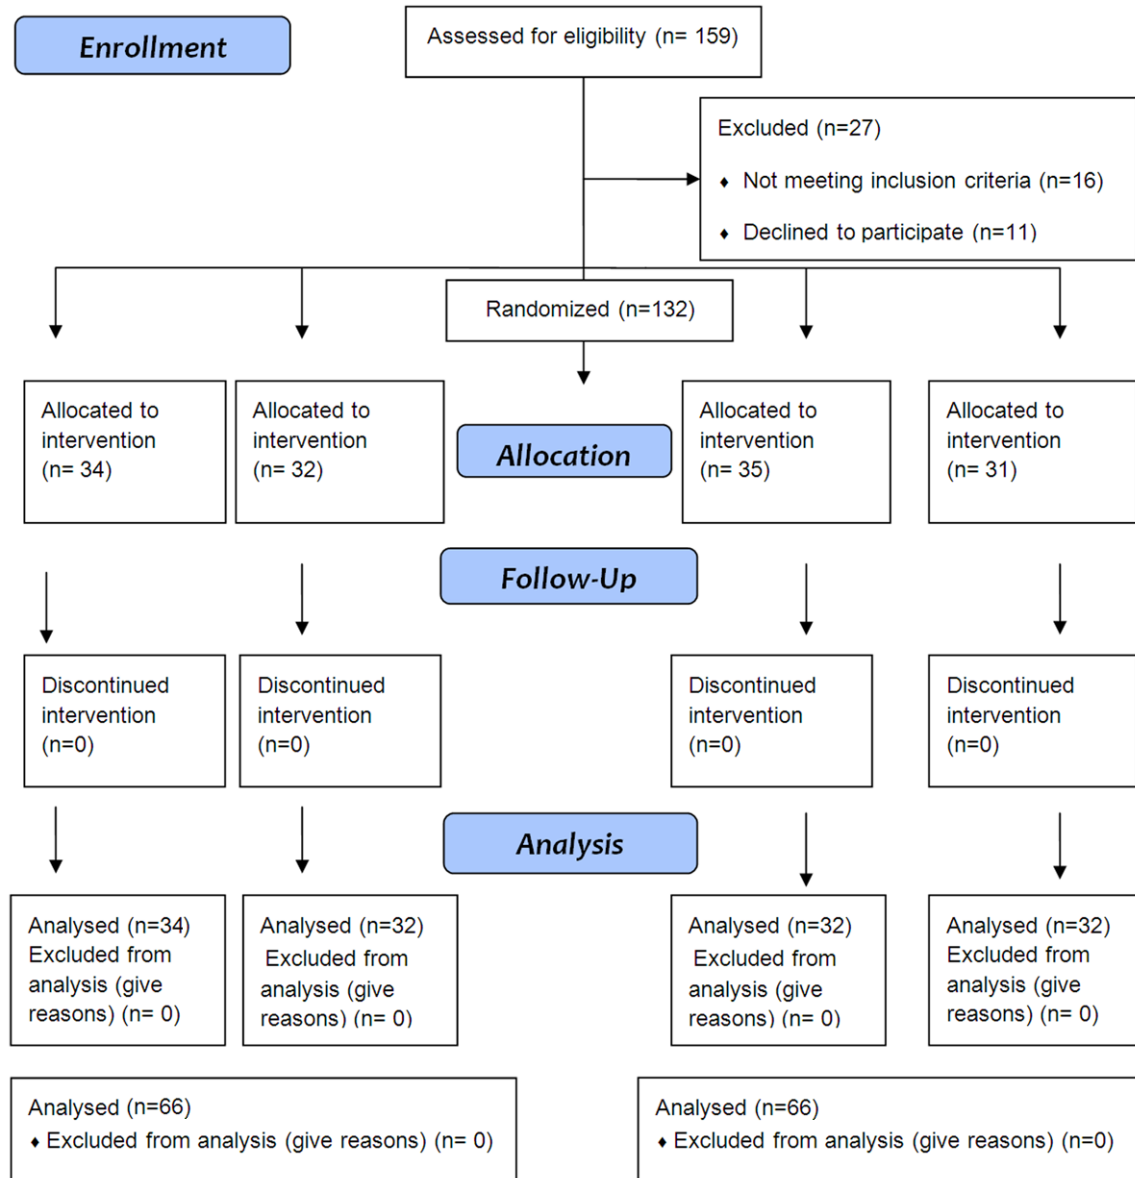 Enrollment
Assessed for eligibility (n= 159)
Excluded (n=27)
♦ Not meeting inclusion criteria (n=16)
♦ Declined to participate (n=11)
Randomized (n=132)
Allocated to
intervention
(n= 34)
Allocated to
intervention
(n= 32)
Allocation
Allocated to
intervention
(n= 35)
Allocated to
intervention
(n= 31)
Follow-Up
Discontinued
intervention
(n=0)
Discontinued
intervention
(n=0)
Discontinued
intervention
(n=0)
Discontinued
intervention
(n=0)
Analysis
Analysed (n=34)
Excluded from
analysis (give
reasons) (n= 0)
Analysed (n=32)
Excluded from
analysis (give
reasons) (n= 0)
Analysed (n=32)
Excluded from
analysis (give
reasons) (n= 0)
Analysed (n=32)
Excluded from
analysis (give
reasons) (n= 0)
Analysed (n=66)
♦ Excluded from analysis (give reasons) (n= 0)
Analysed (n=66)
♦ Excluded from analysis (give reasons) (n=0)